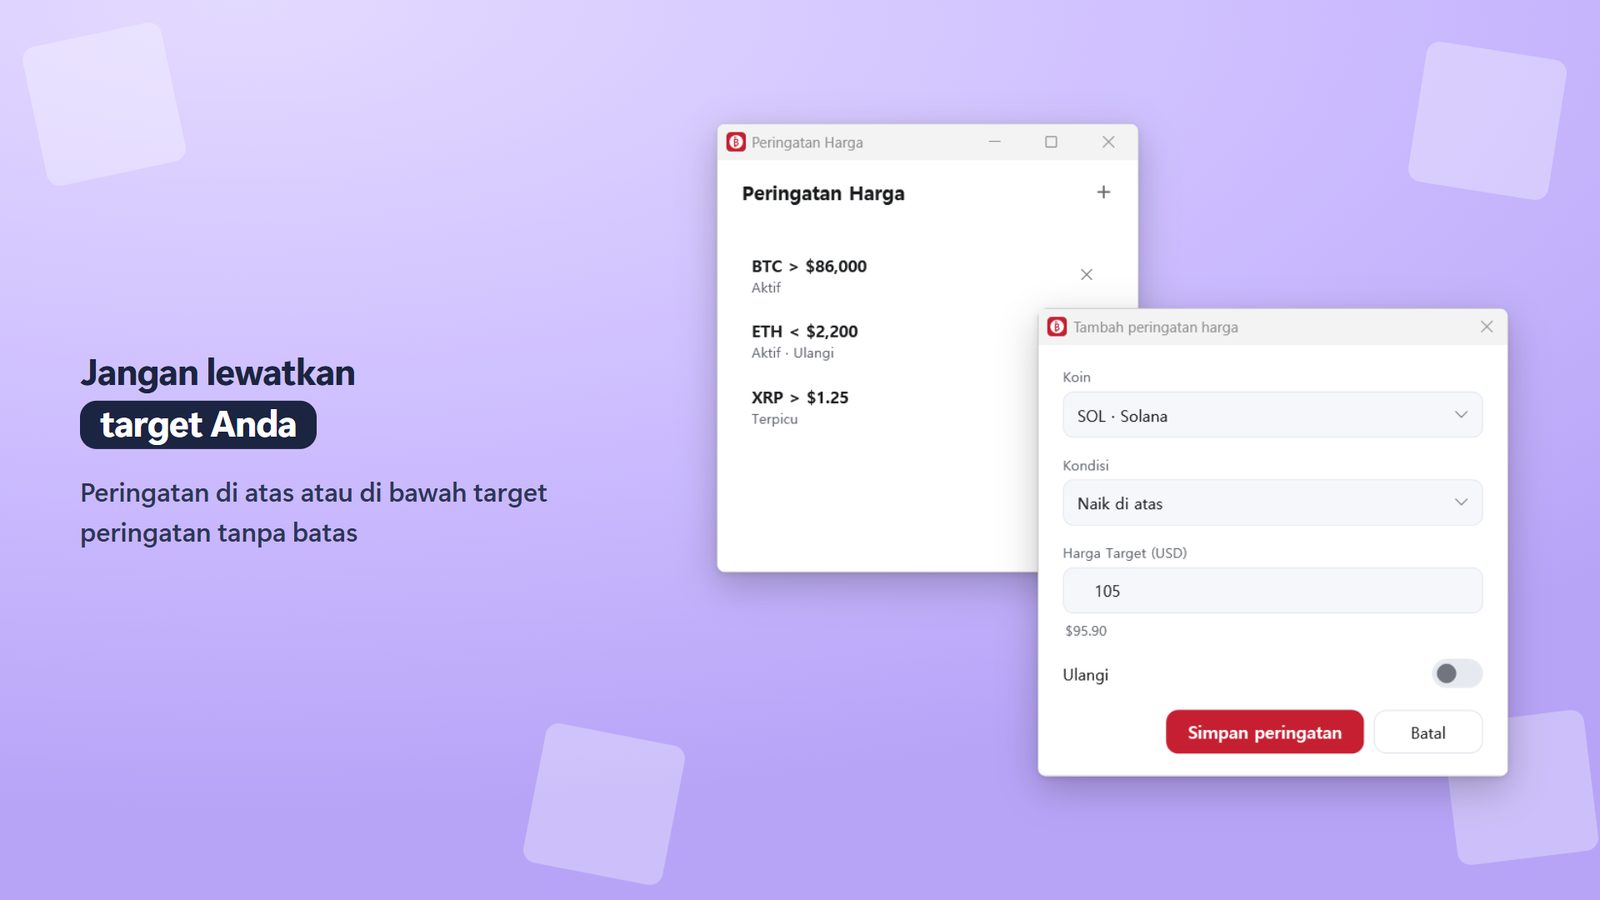 Jangan lewatkan
target Anda
Peringatan di atas atau di bawah target
peringatan tanpa batas
Peringatan Harga
Peringatan Harga
BTC > $86,000
Aktif
ETH < $2,200
Aktif · Ulangi
XRP > $1.25
Terpicu
Tambah peringatan harga
Koin
SOL · Solana
Kondisi
Naik di atas
Harga Target (USD)
105
$95.90
Ulangi
Simpan peringatan
Batal